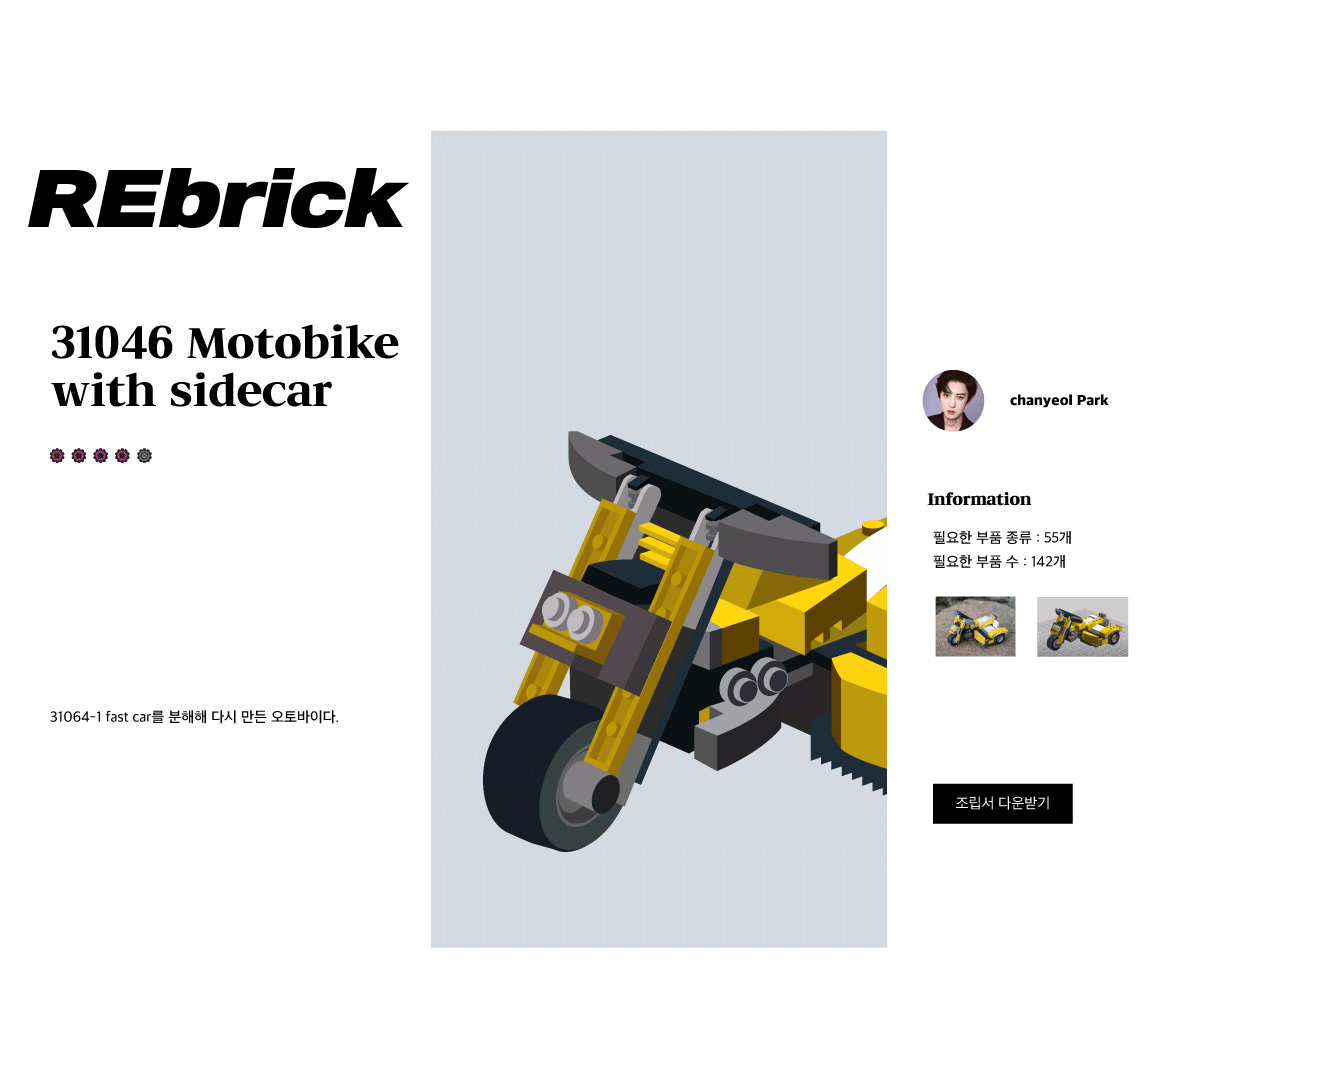 REbrick
31046 Motobike
with sidecar
31064-1 fast car를 분해해 다시 만든 오토바이다.
chanyeol Park
Information
필요한 부품 종류 : 55개
필요한 부품 수 : 142개
조립서 다운받기